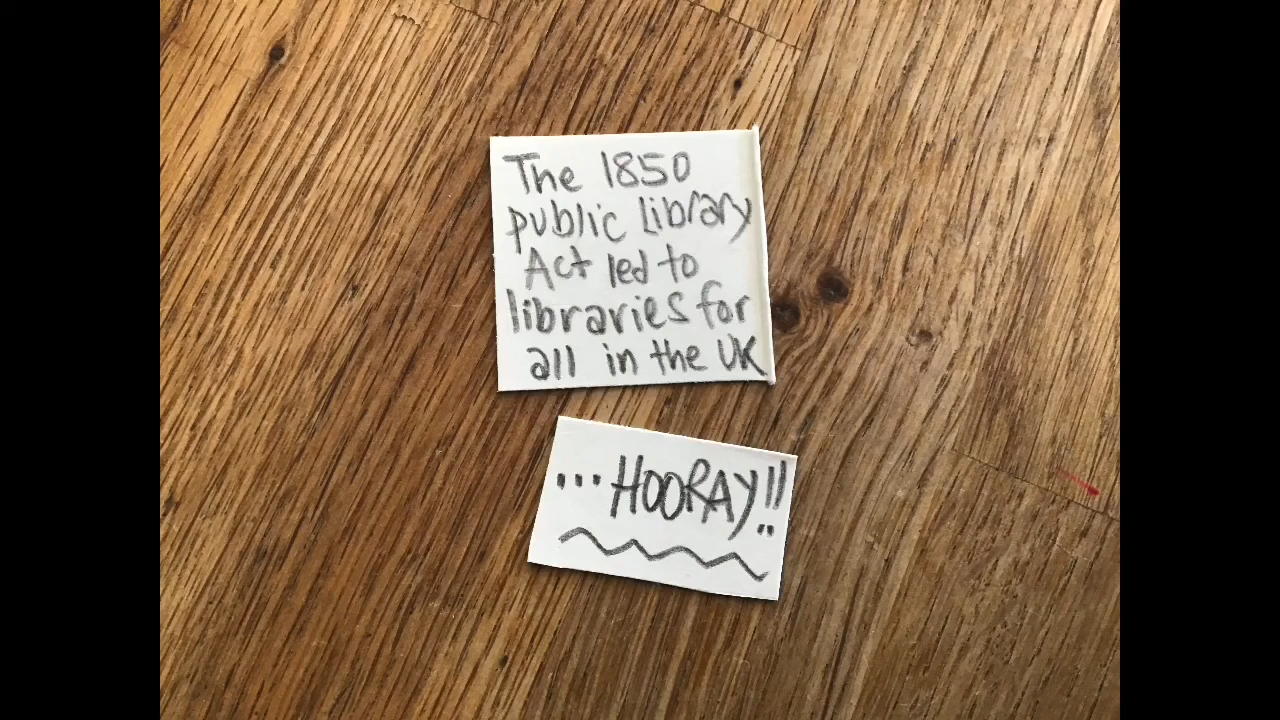 The 1850
public library
Act led to
libraries for
all in the UK
...HOORAY!!